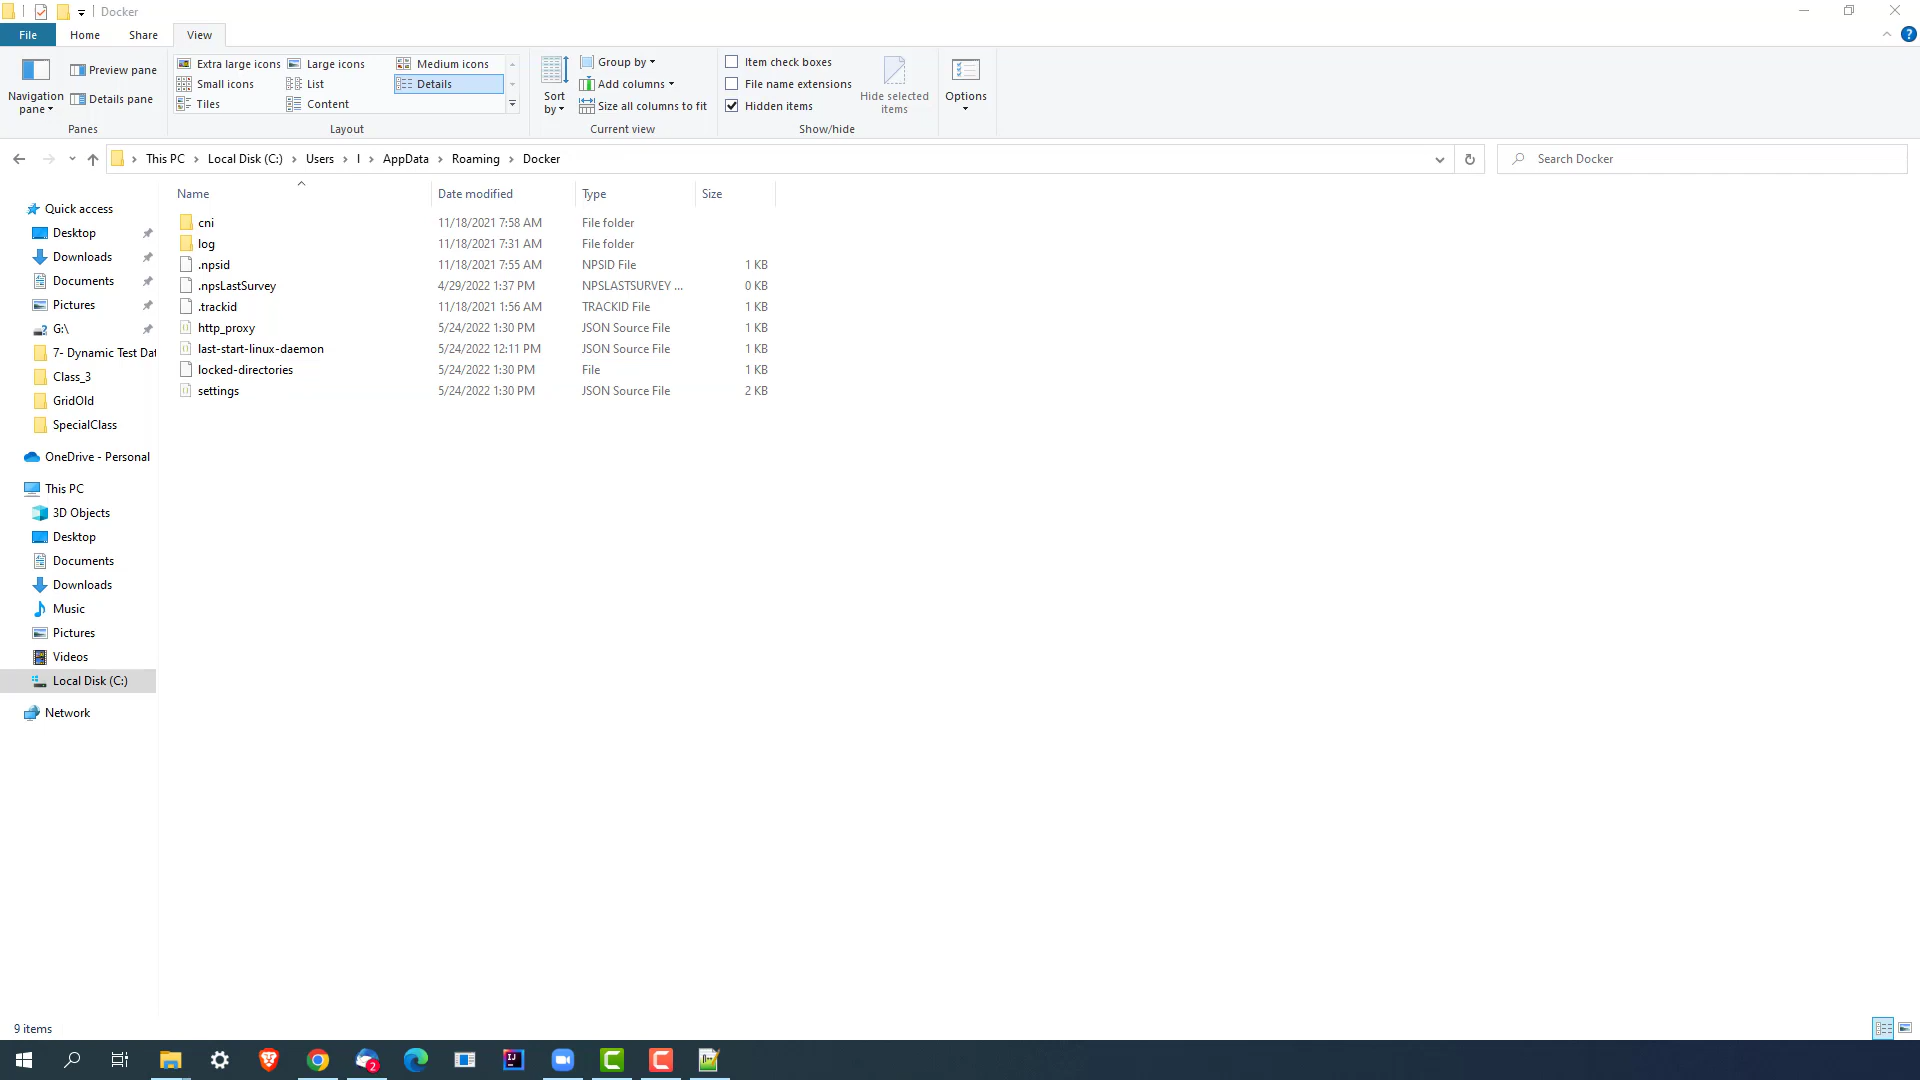 Docker
File Home Share View
Navigation pane
Preview pane
Details pane
Panes
Extra large icons Large icons Medium icons
Small icons List Details
Tiles Content
Layout
Sort by
Group by
Add columns
Size all columns to fit
Current view
Item check boxes
File name extensions
Hidden items
Hide selected items
Show/hide
Options
This PC Local Disk (C:) Users I AppData Roaming Docker
Search Docker
Name Date modified Type Size
cni 11/18/2021 7:58 AM File folder
log 11/18/2021 7:31 AM File folder
.npsid 11/18/2021 7:55 AM NPSID File 1 KB
.npsLastSurvey 4/29/2022 1:37 PM NPSLASTSURVEY ... 0 KB
.trackid 11/18/2021 1:56 AM TRACKID File 1 KB
http_proxy 5/24/2022 1:30 PM JSON Source File 1 KB
last-start-linux-daemon 5/24/2022 12:11 PM JSON Source File 1 KB
locked-directories 5/24/2022 1:30 PM File 1 KB
settings 5/24/2022 1:30 PM JSON Source File 2 KB
Quick access
Desktop
Downloads
Documents
Pictures
G:\
7- Dynamic Test Dat
Class_3
GridOld
SpecialClass
OneDrive - Personal
This PC
3D Objects
Desktop
Documents
Downloads
Music
Pictures
Videos
Local Disk (C:)
Network
9 items
2